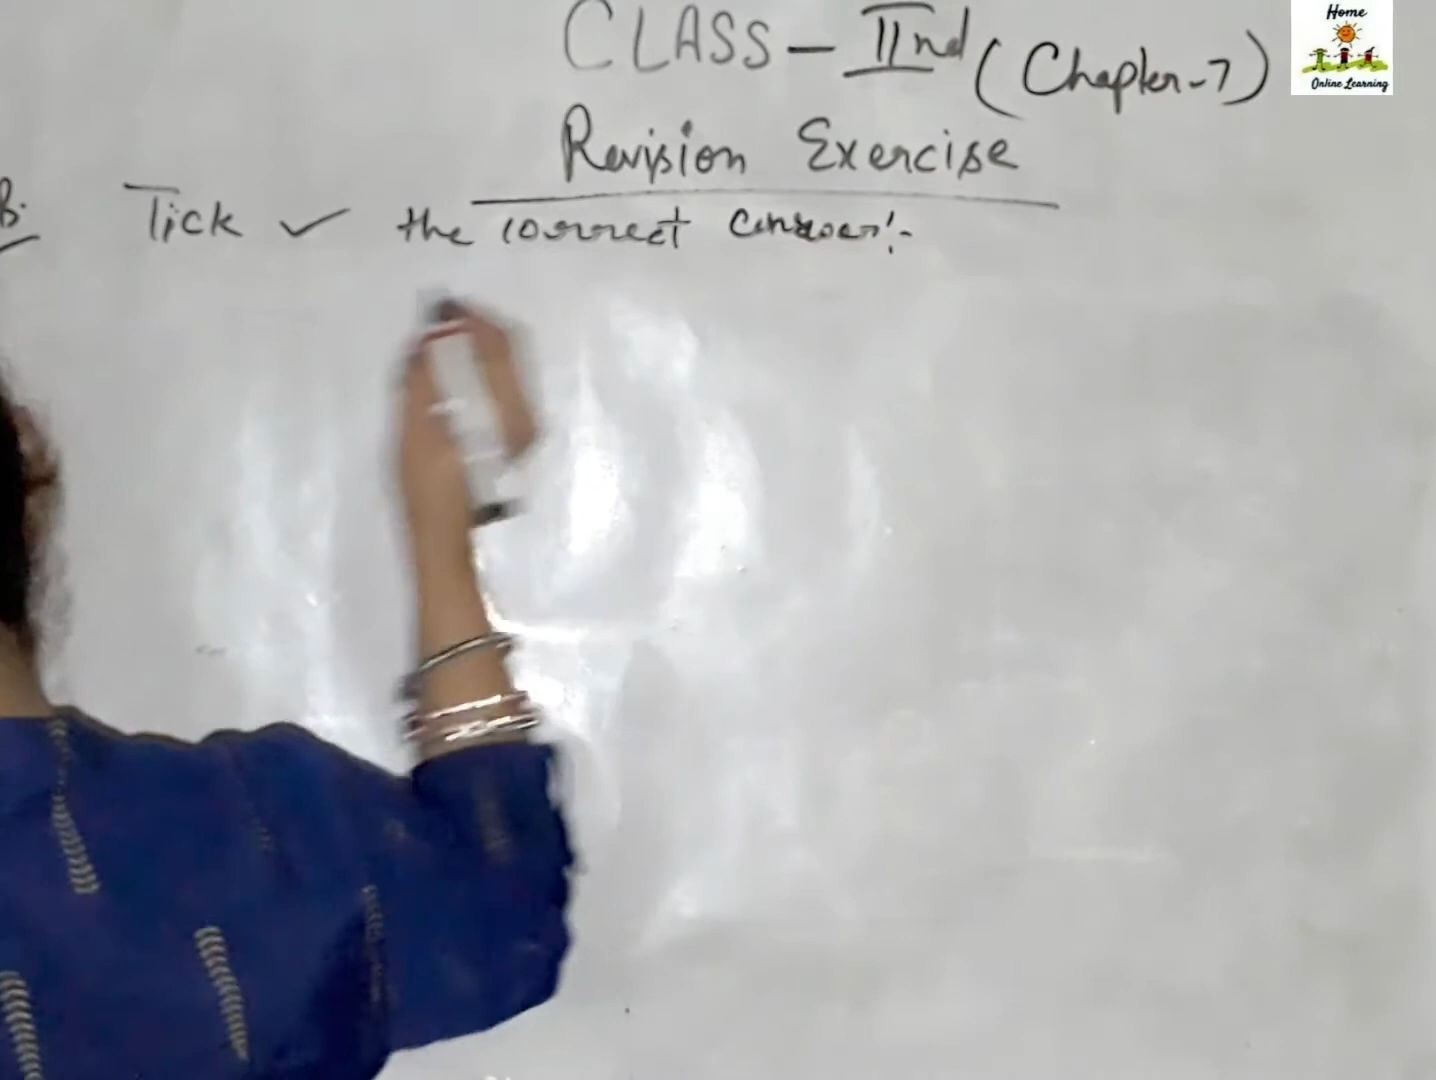 CLASS - IInd (Chapter-7)
Revision Exercise
B. Tick ✓ the correct answer:-
Home
Online Learning